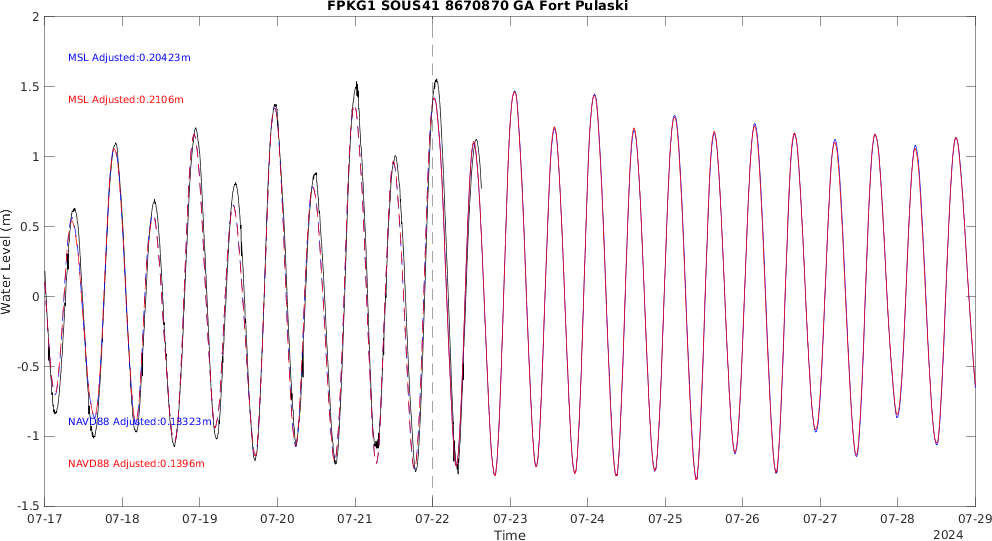 FPKG1 SOUS41 8670870 GA Fort Pulaski
2
1.5
1
0.5
0
-0.5
-1
-1.5
Water Level (m)
MSL Adjusted:0.20423m
MSL Adjusted:0.2106m
NAVD88 Adjusted:0.13323m
NAVD88 Adjusted:0.1396m
07-17 07-18 07-19 07-20 07-21 07-22 07-23 07-24 07-25 07-26 07-27 07-28 07-29
Time
2024